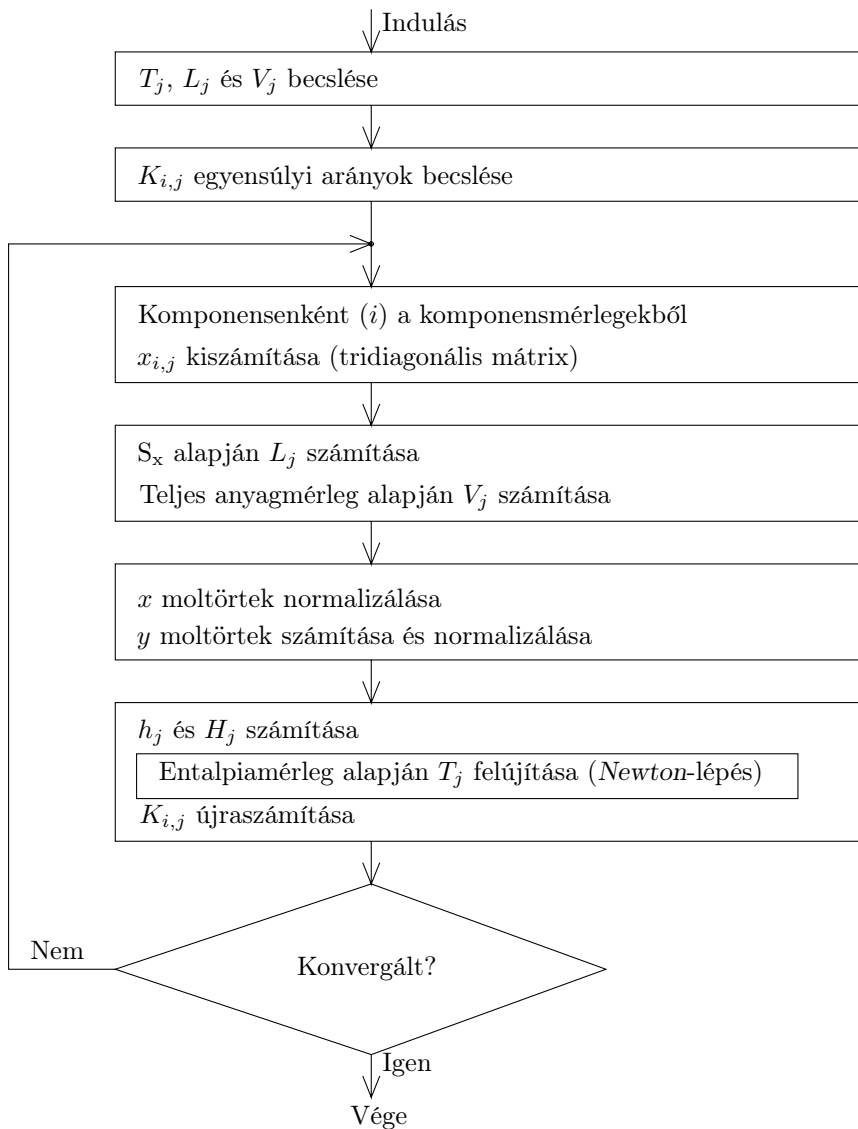 Indulás
T_j, L_j és V_j becslése
K_{i,j} egyensúlyi arányok becslése
Komponensenként (i) a komponensmérlegekből
x_{i,j} kiszámítása (tridiagonális mátrix)
S_x alapján L_j számítása
Teljes anyagmérleg alapján V_j számítása
x moltörtek normalizálása
y moltörtek számítása és normalizálása
h_j és H_j számítása
Entalpiamérleg alapján T_j felújítása (Newton-lépés)
K_{i,j} újraszámítása
Nem
Konvergált?
Igen
Vége